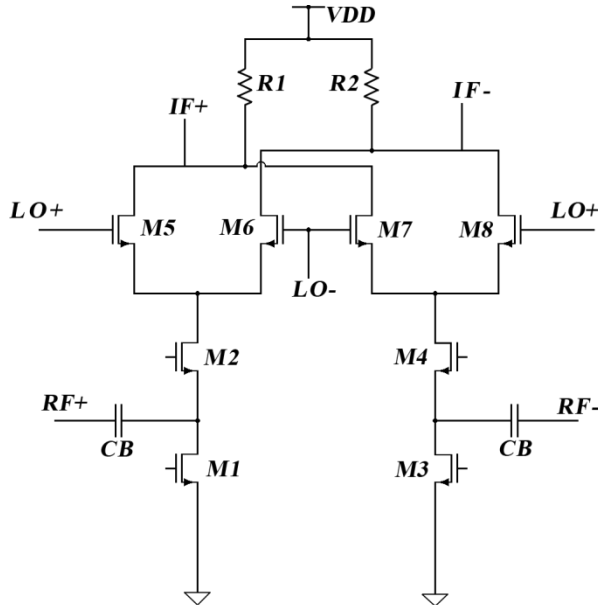 VDD
R1 R2
IF+ IF-
LO+ M5 M6 M7 M8 LO+
LO-
M2 M4
RF+ RF-
CB CB
M1 M3